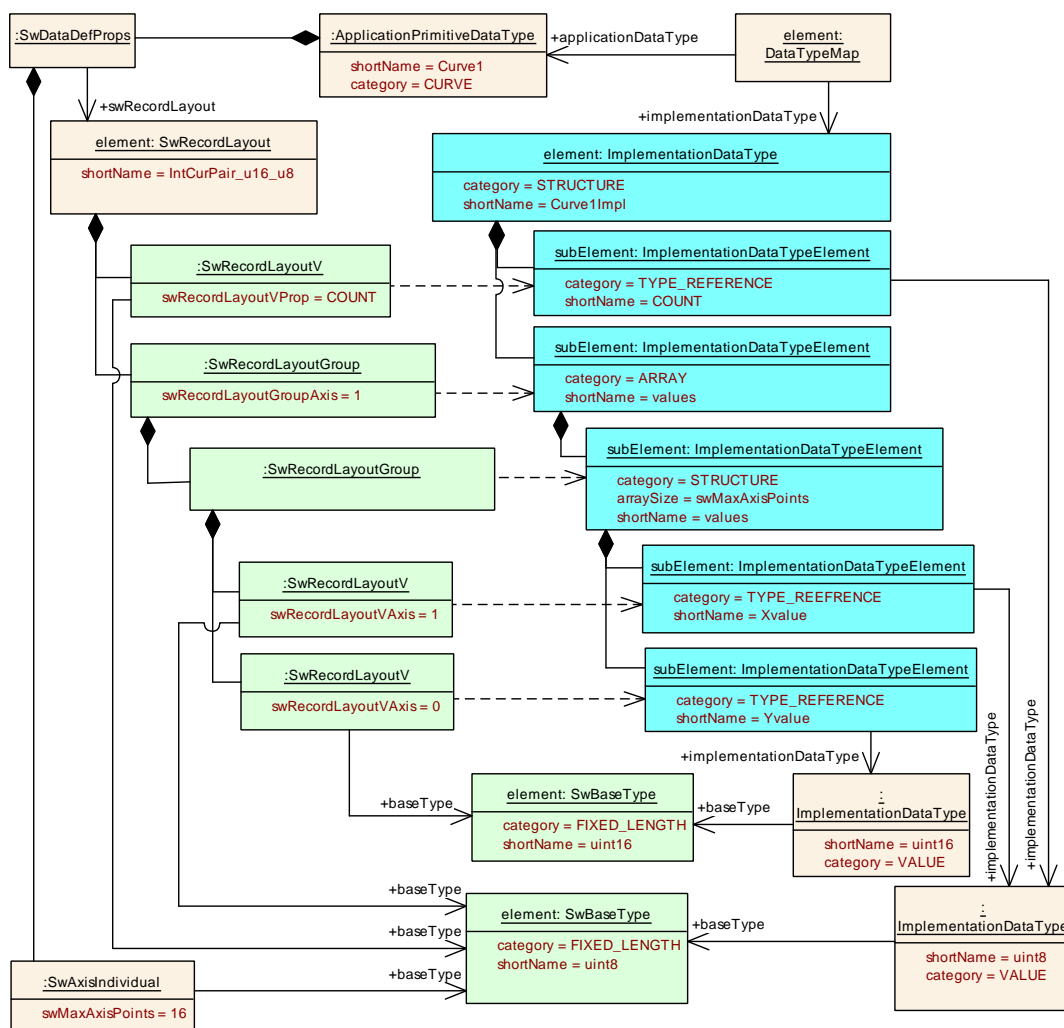 :SwDataDefProps
:ApplicationPrimitiveDataType
shortName = Curve1
category = CURVE
+applicationDataType
element:
DataTypeMap
+swRecordLayout
+implementationDataType
element: SwRecordLayout
shortName = IntCurPair_u16_u8
element: ImplementationDataType
category = STRUCTURE
shortName = Curve1Impl
:SwRecordLayoutV
swRecordLayoutVProp = COUNT
subElement: ImplementationDataTypeElement
category = TYPE_REFERENCE
shortName = COUNT
:SwRecordLayoutGroup
swRecordLayoutGroupAxis = 1
subElement: ImplementationDataTypeElement
category = ARRAY
shortName = values
:SwRecordLayoutGroup
subElement: ImplementationDataTypeElement
category = STRUCTURE
arraySize = swMaxAxisPoints
shortName = values
:SwRecordLayoutV
swRecordLayoutVAxis = 1
subElement: ImplementationDataTypeElement
category = TYPE_REEFRENCE
shortName = Xvalue
:SwRecordLayoutV
swRecordLayoutVAxis = 0
subElement: ImplementationDataTypeElement
category = TYPE_REFERENCE
shortName = Yvalue
+implementationDataType
+implementationDataType
+implementationDataType
+baseType
element: SwBaseType
category = FIXED_LENGTH
shortName = uint16
+baseType
:
ImplementationDataType
shortName = uint16
category = VALUE
+baseType
+baseType
+baseType
element: SwBaseType
category = FIXED_LENGTH
shortName = uint8
+baseType
:
ImplementationDataType
shortName = uint8
category = VALUE
:SwAxisIndividual
swMaxAxisPoints = 16